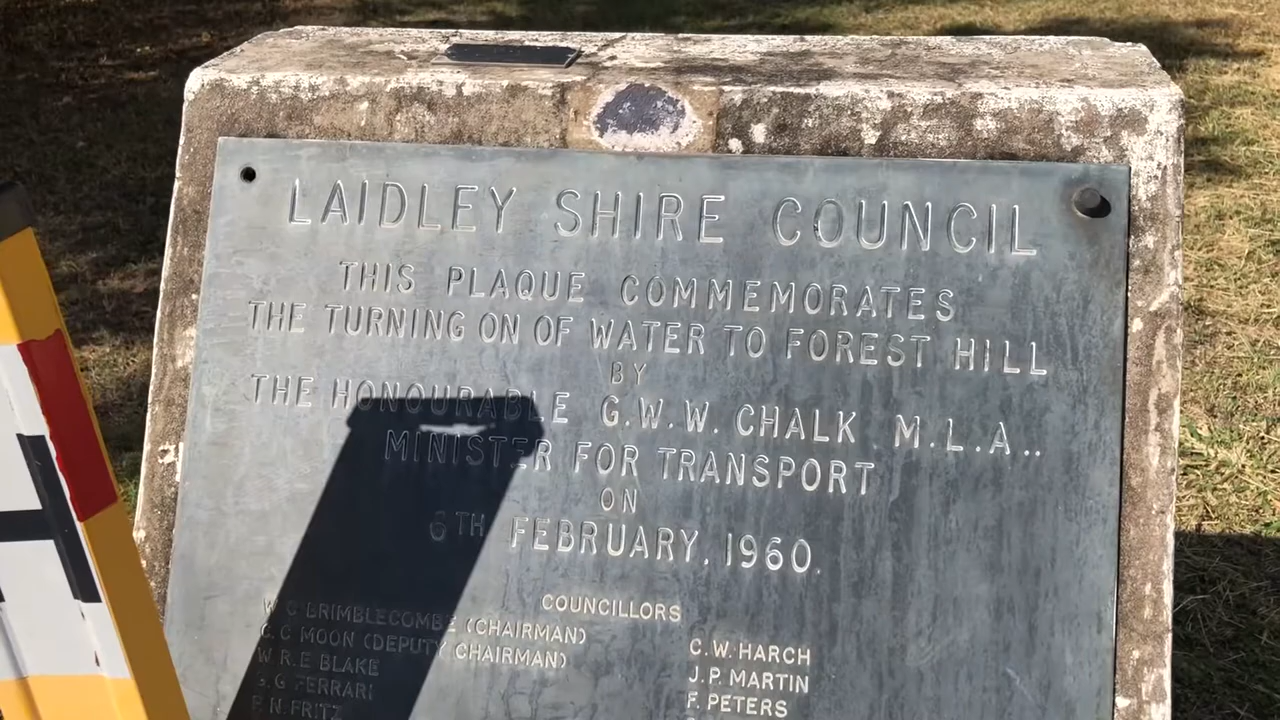 LAIDLEY SHIRE COUNCIL
THIS PLAQUE COMMEMORATES
THE TURNING ON OF WATER TO FOREST HILL
BY
THE HONOURABLE G.W.W. CHALK M.L.A..
MINISTER FOR TRANSPORT
ON
6TH FEBRUARY, 1960.
COUNCILLORS
BRIMBLECOMBE (CHAIRMAN)
MOON (DEPUTY CHAIRMAN)
W. R. E BLAKE
FERRARI
FRITZ
C. W. HARCH
J. P. MARTIN
F. PETERS